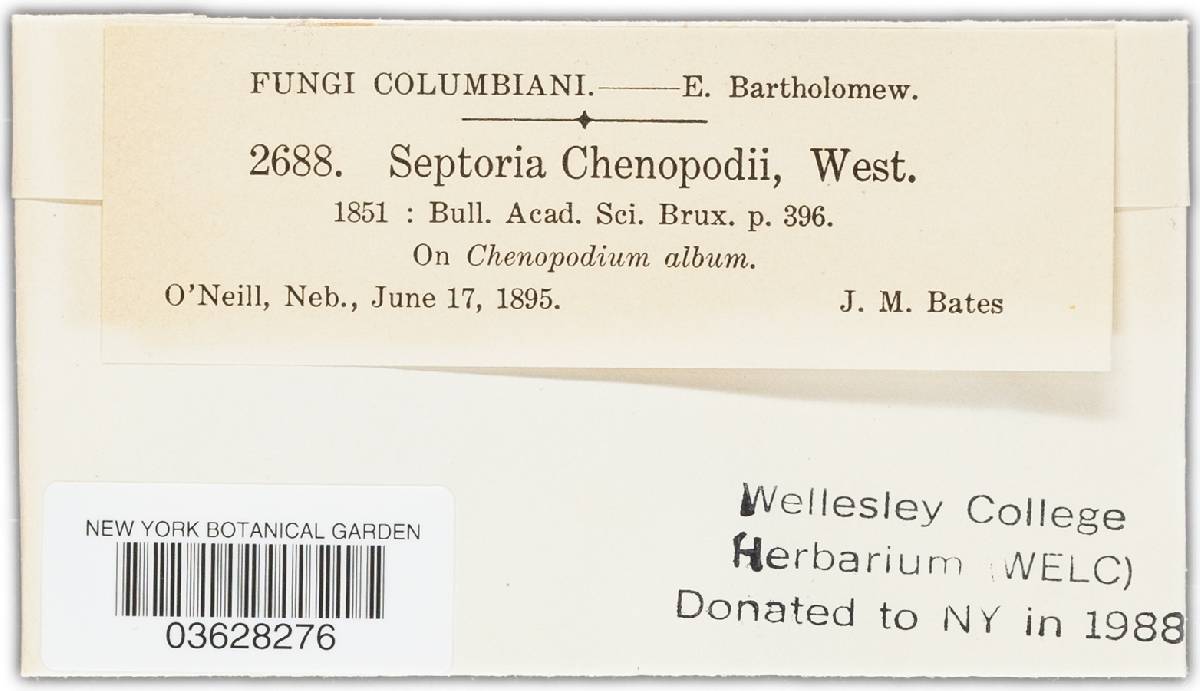 FUNGI COLUMBIANI.——E. Bartholomew.
2688. Septoria Chenopodii, West.
1851 : Bull. Acad. Sci. Brux. p. 396.
On Chenopodium album.
O'Neill, Neb., June 17, 1895. J. M. Bates
NEW YORK BOTANICAL GARDEN
03628276
Wellesley College
Herbarium (WELC)
Donated to NY in 1988